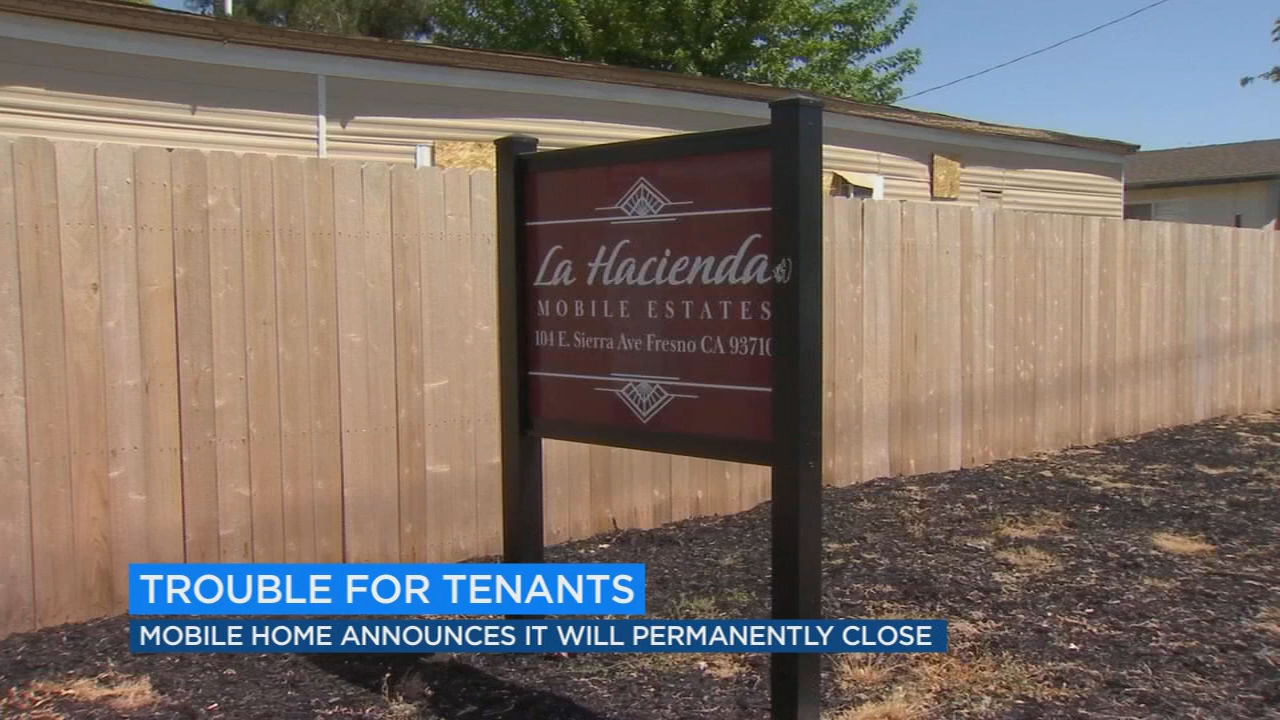 La Hacienda
MOBILE ESTATES
104 E. Sierra Ave Fresno CA 93710
TROUBLE FOR TENANTS
MOBILE HOME ANNOUNCES IT WILL PERMANENTLY CLOSE